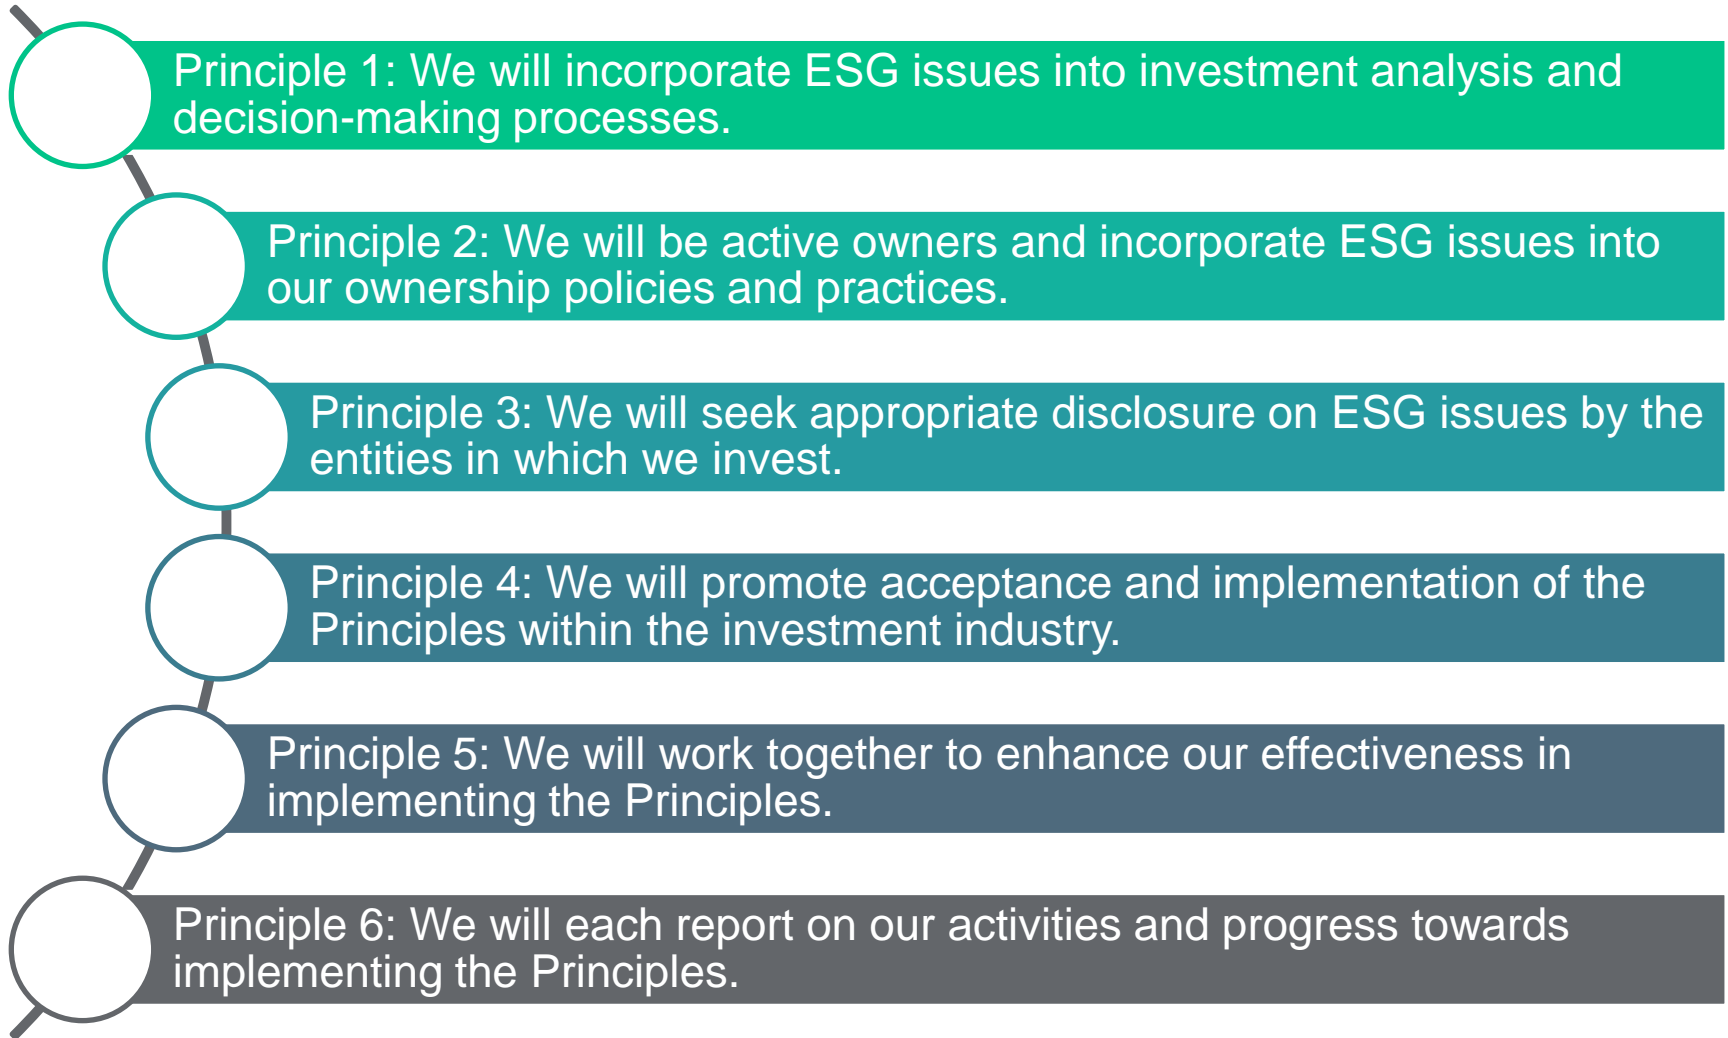 Principle 1: We will incorporate ESG issues into investment analysis and
decision-making processes.
Principle 2: We will be active owners and incorporate ESG issues into
our ownership policies and practices.
Principle 3: We will seek appropriate disclosure on ESG issues by the
entities in which we invest.
Principle 4: We will promote acceptance and implementation of the
Principles within the investment industry.
Principle 5: We will work together to enhance our effectiveness in
implementing the Principles.
Principle 6: We will each report on our activities and progress towards
implementing the Principles.